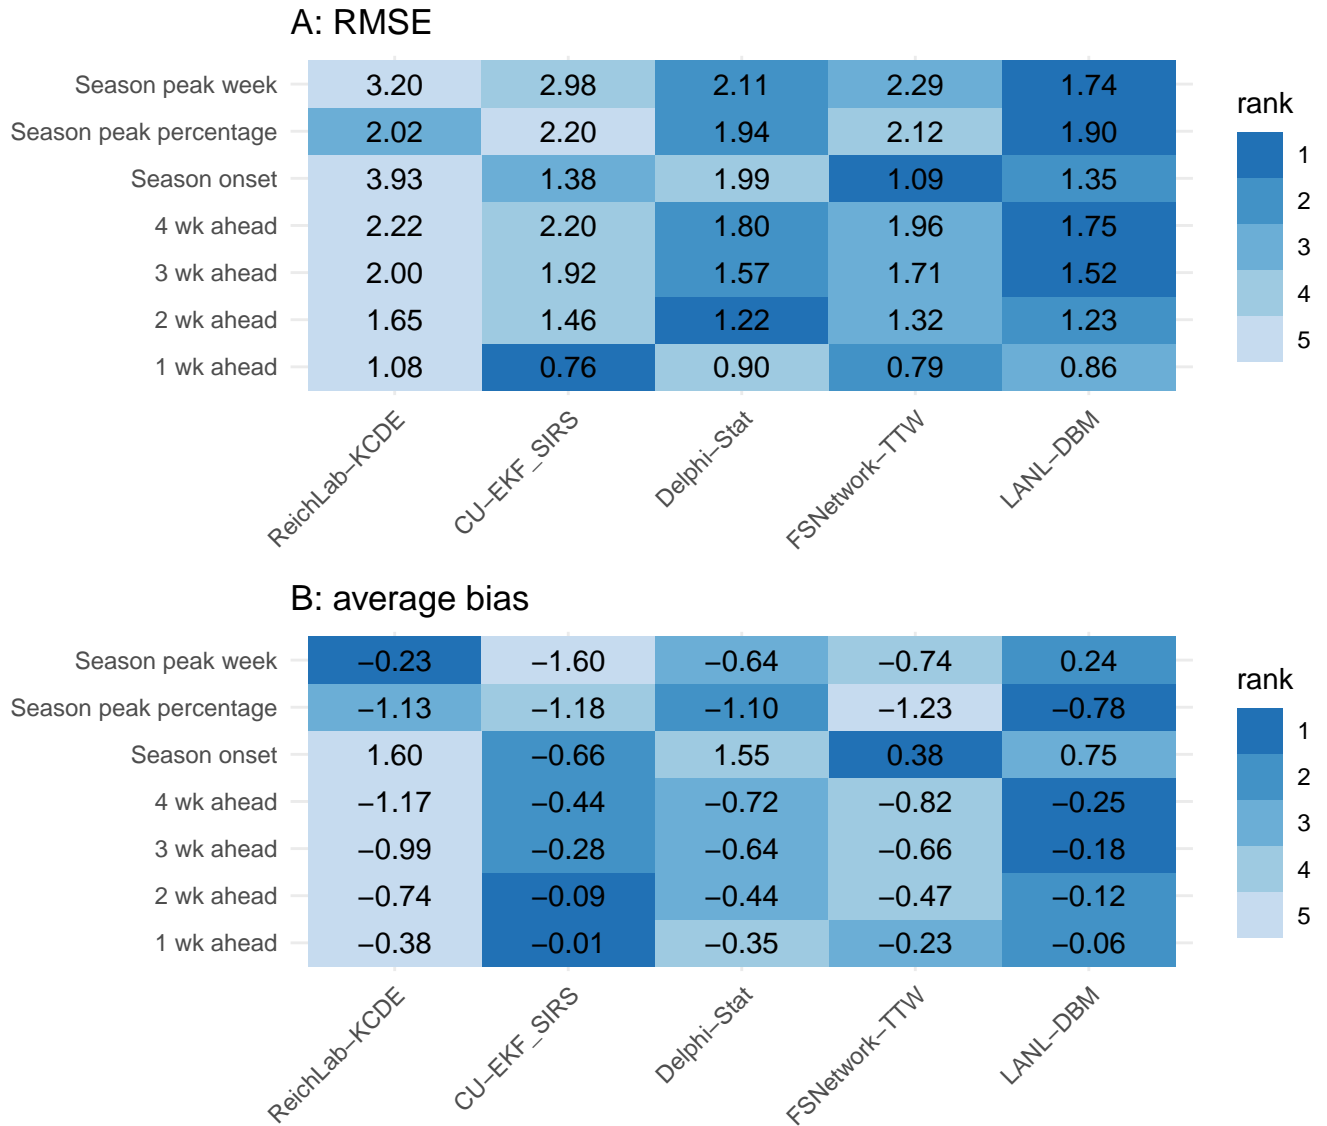 A: RMSE
Season peak week 3.20 2.98 2.11 2.29 1.74
Season peak percentage 2.02 2.20 1.94 2.12 1.90
Season onset 3.93 1.38 1.99 1.09 1.35
4 wk ahead 2.22 2.20 1.80 1.96 1.75
3 wk ahead 2.00 1.92 1.57 1.71 1.52
2 wk ahead 1.65 1.46 1.22 1.32 1.23
1 wk ahead 1.08 0.76 0.90 0.79 0.86
ReichLab−KCDE CU−EKF_SIRS Delphi−Stat FSNetwork−TTW LANL−DBM
rank
1
2
3
4
5
B: average bias
Season peak week −0.23 −1.60 −0.64 −0.74 0.24
Season peak percentage −1.13 −1.18 −1.10 −1.23 −0.78
Season onset 1.60 −0.66 1.55 0.38 0.75
4 wk ahead −1.17 −0.44 −0.72 −0.82 −0.25
3 wk ahead −0.99 −0.28 −0.64 −0.66 −0.18
2 wk ahead −0.74 −0.09 −0.44 −0.47 −0.12
1 wk ahead −0.38 −0.01 −0.35 −0.23 −0.06
ReichLab−KCDE CU−EKF_SIRS Delphi−Stat FSNetwork−TTW LANL−DBM
rank
1
2
3
4
5